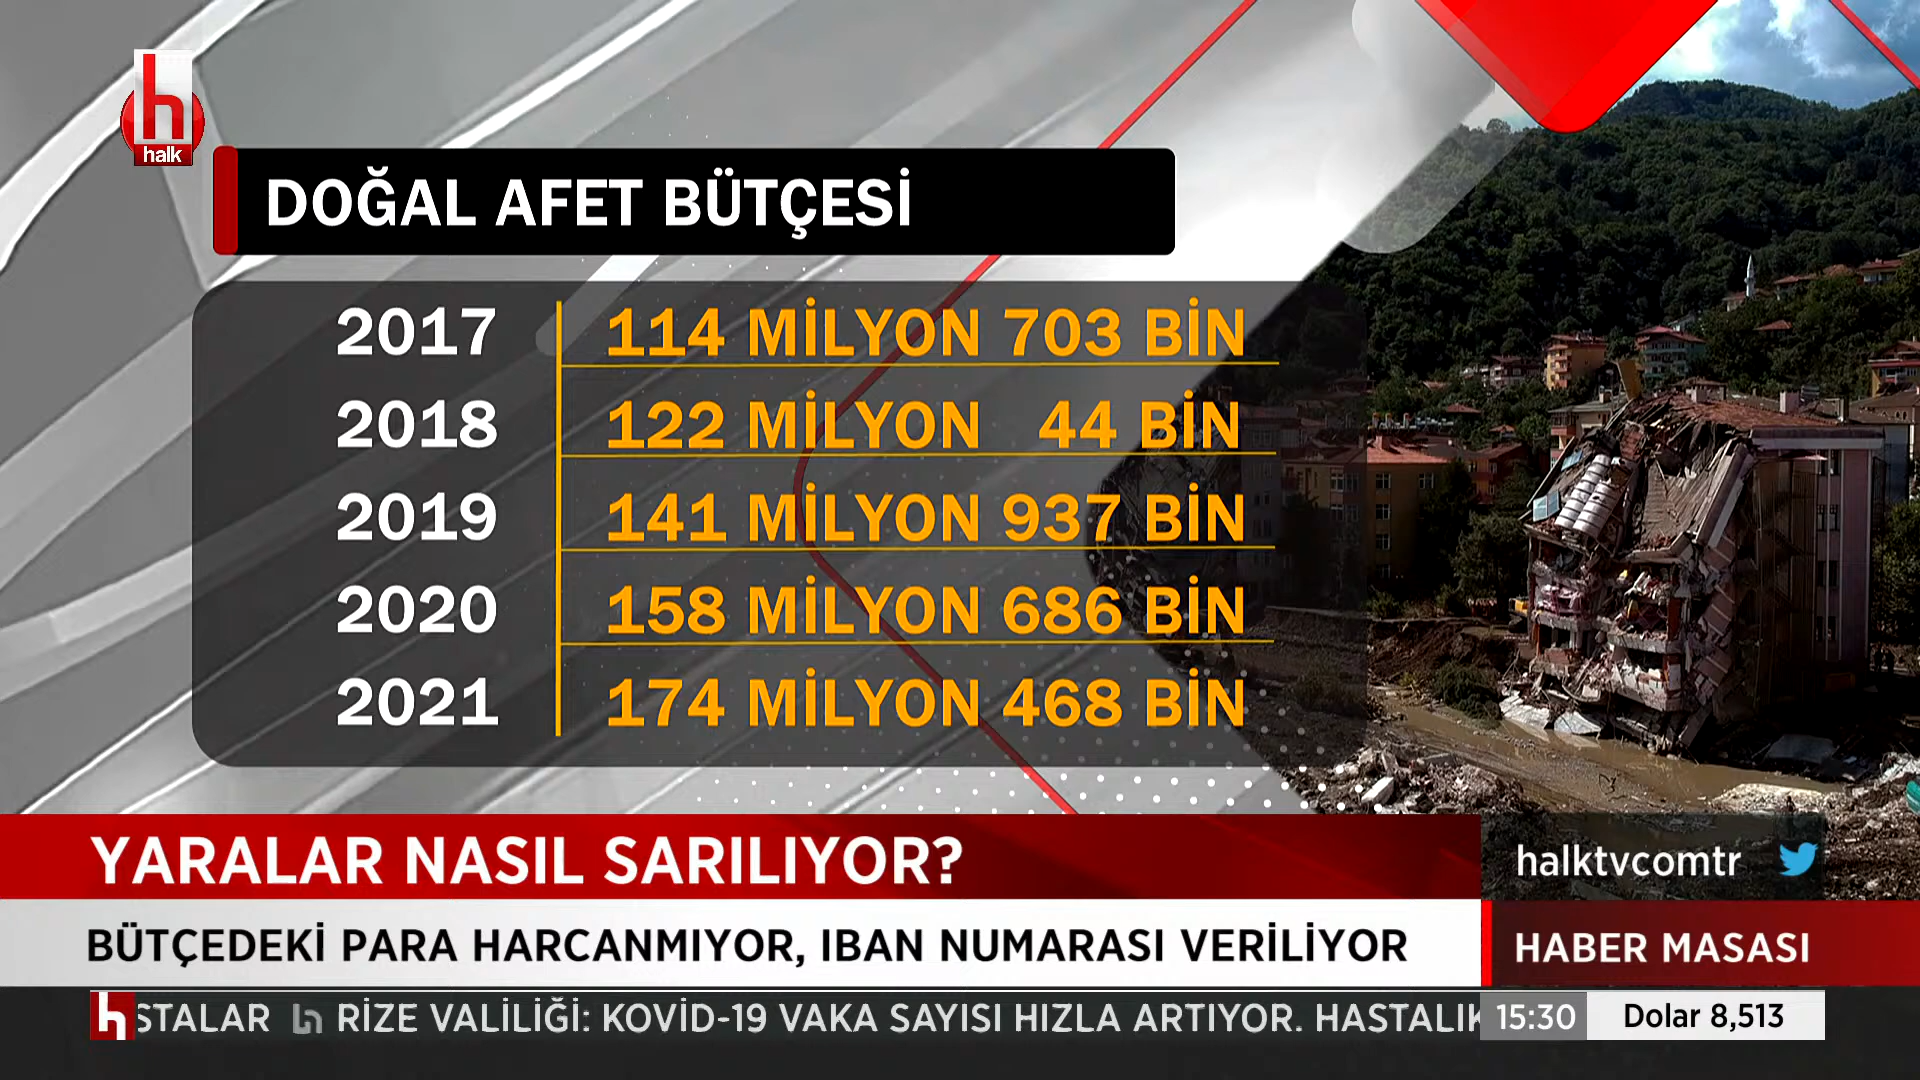 h
halk
DOĞAL AFET BÜTÇESİ
2017 114 MİLYON 703 BİN
2018 122 MİLYON 44 BİN
2019 141 MİLYON 937 BİN
2020 158 MİLYON 686 BİN
2021 174 MİLYON 468 BİN
YARALAR NASIL SARILIYOR?
halktvcomtr
BÜTÇEDEKİ PARA HARCANMIYOR, IBAN NUMARASI VERİLİYOR
HABER MASASI
h STALAR h RİZE VALİLİĞİ: KOVİD-19 VAKA SAYISI HIZLA ARTIYOR. HASTALIK 15:30 Dolar 8,513